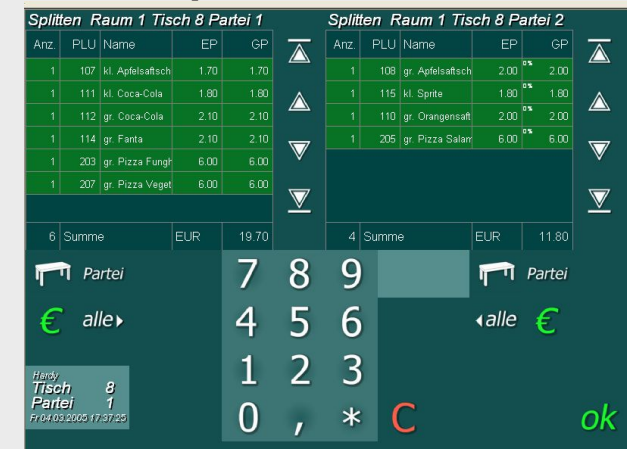 Splitten Raum 1 Tisch 8 Partei 1
Anz. PLU Name EP GP
1 107 kl. Apfelsaftsch 1.70 1.70
1 111 kl. Coca-Cola 1.80 1.80
1 112 gr. Coca-Cola 2.10 2.10
1 114 gr. Fanta 2.10 2.10
1 203 gr. Pizza Fungh 6.00 6.00
1 207 gr. Pizza Veget 6.00 6.00
6 Summe EUR 19.70
Splitten Raum 1 Tisch 8 Partei 2
Anz. PLU Name EP GP
1 108 gr. Apfelsaftsch 2.00 0% 2.00
1 115 kl. Sprite 1.80 0% 1.80
1 110 gr. Orangensaft 2.00 0% 2.00
1 205 gr. Pizza Salam 6.00 0% 6.00
4 Summe EUR 11.80
Partei
€ alle
7 8 9
4 5 6
1 2 3
0 , * C
Partei
alle €
ok
Hardy
Tisch 8
Partei 1
Fr 04.03.2005 17:37:25